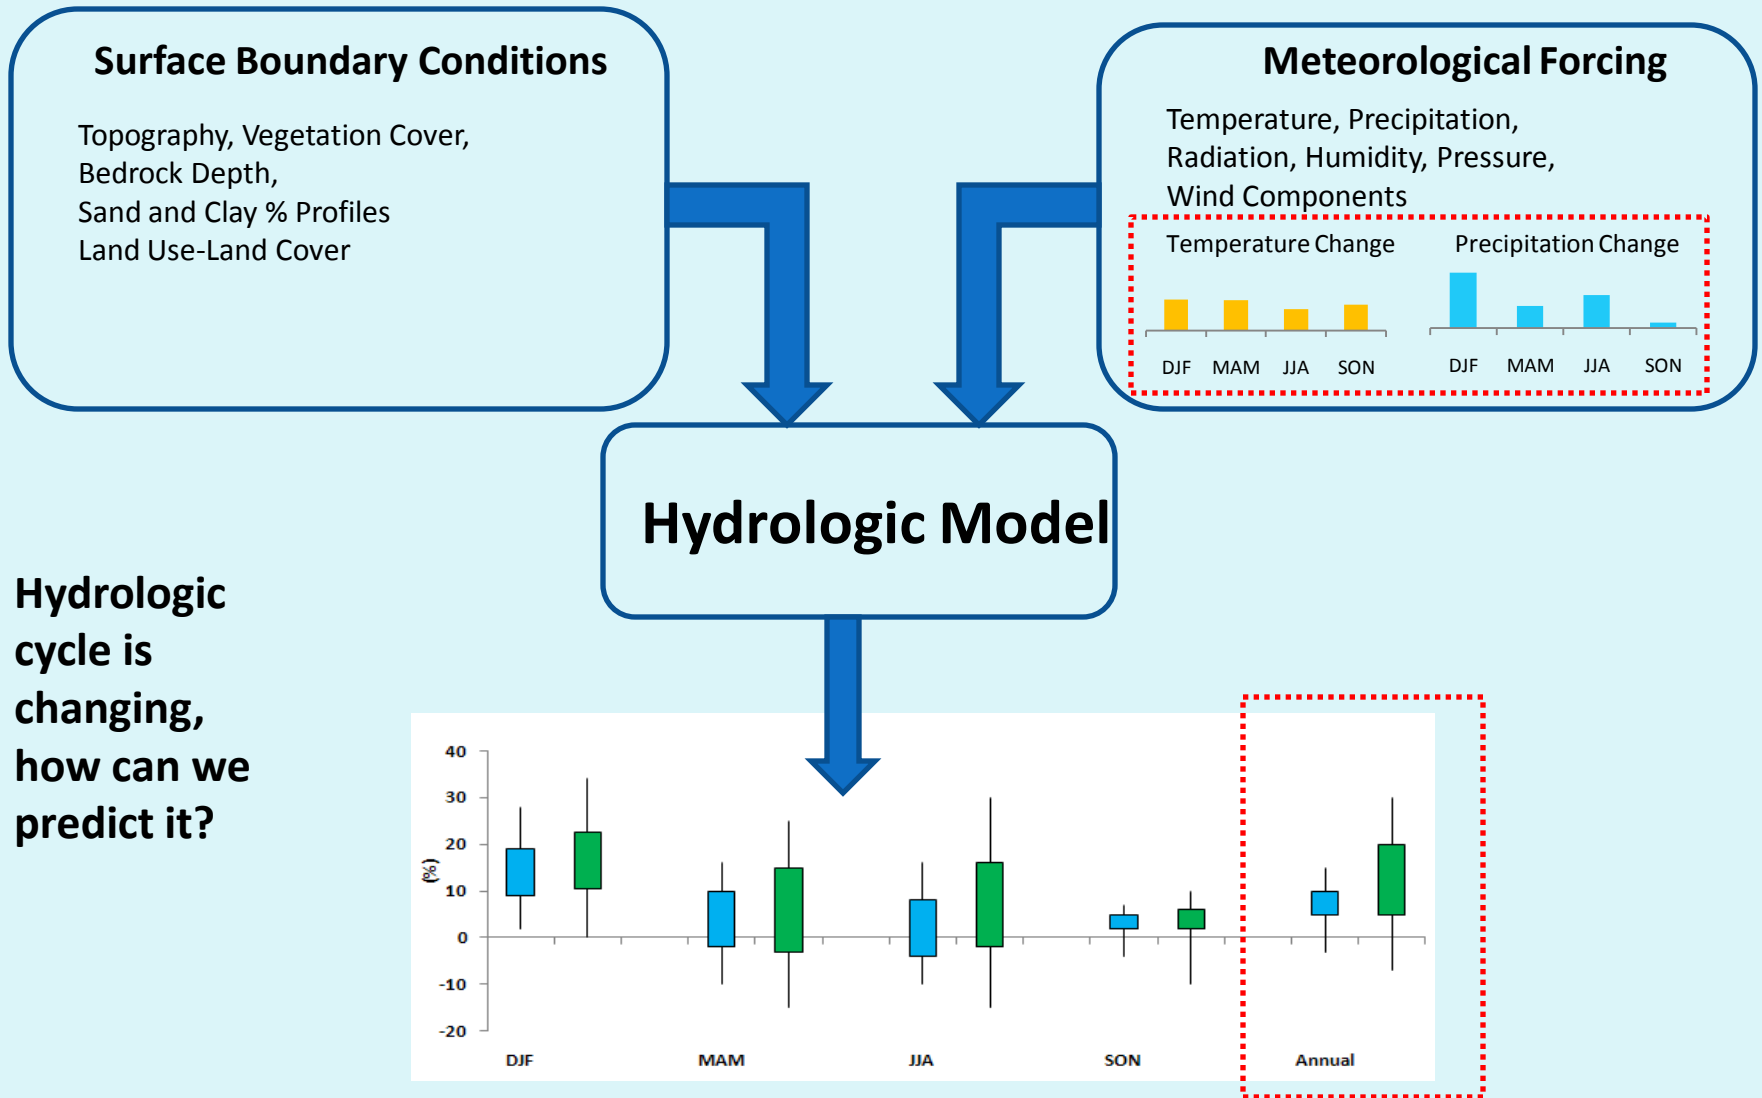 Surface Boundary Conditions
Topography, Vegetation Cover,
Bedrock Depth,
Sand and Clay % Profiles
Land Use-Land Cover
Meteorological Forcing
Temperature, Precipitation,
Radiation, Humidity, Pressure,
Wind Components
Temperature Change
DJF MAM JJA SON
Precipitation Change
DJF MAM JJA SON
Hydrologic Model
Hydrologic
cycle is
changing,
how can we
predict it?
(%)
40
30
20
10
0
-10
-20
DJF MAM JJA SON Annual